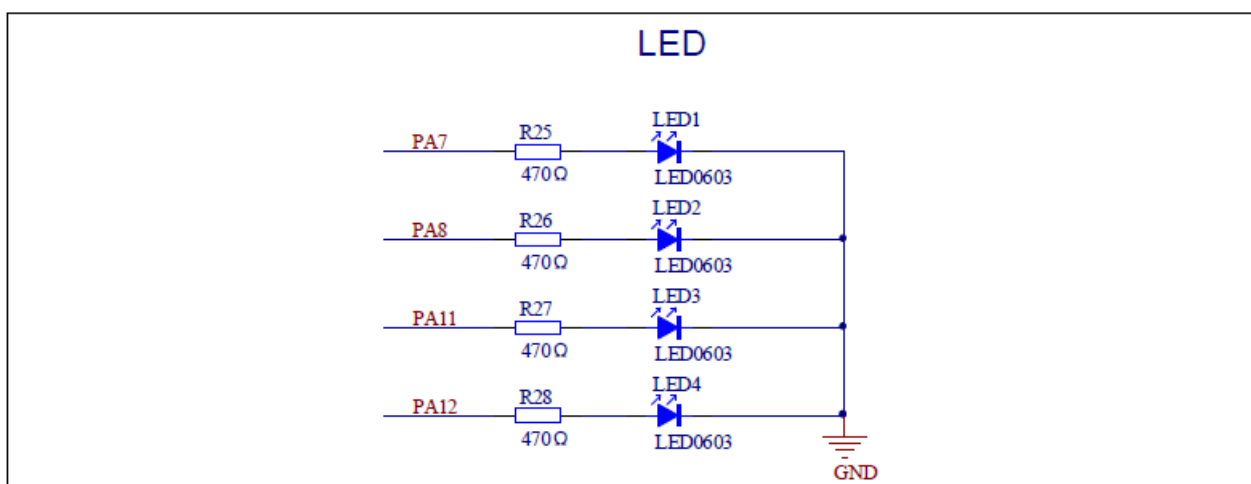 LED
LED1
PA7 R25
470Ω LED0603
LED2
PA8 R26
470Ω LED0603
LED3
PA11 R27
470Ω LED0603
LED4
PA12 R28
470Ω LED0603
GND